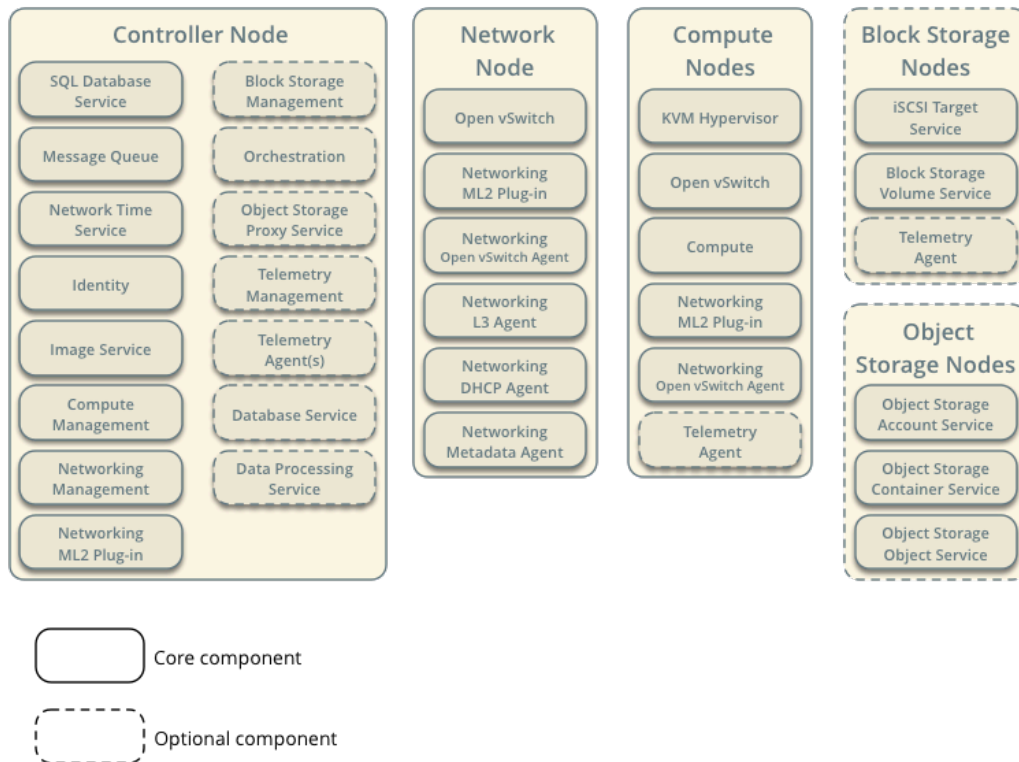 Controller Node
SQL Database
Service
Message Queue
Network Time
Service
Identity
Image Service
Compute
Management
Networking
Management
Networking
ML2 Plug-in
Block Storage
Management
Orchestration
Object Storage
Proxy Service
Telemetry
Management
Telemetry
Agent(s)
Database Service
Data Processing
Service
Network
Node
Open vSwitch
Networking
ML2 Plug-in
Networking
Open vSwitch Agent
Networking
L3 Agent
Networking
DHCP Agent
Networking
Metadata Agent
Compute
Nodes
KVM Hypervisor
Open vSwitch
Compute
Networking
ML2 Plug-in
Networking
Open vSwitch Agent
Telemetry
Agent
Block Storage
Nodes
iSCSI Target
Service
Block Storage
Volume Service
Telemetry
Agent
Object
Storage Nodes
Object Storage
Account Service
Object Storage
Container Service
Object Storage
Object Service
Core component
Optional component